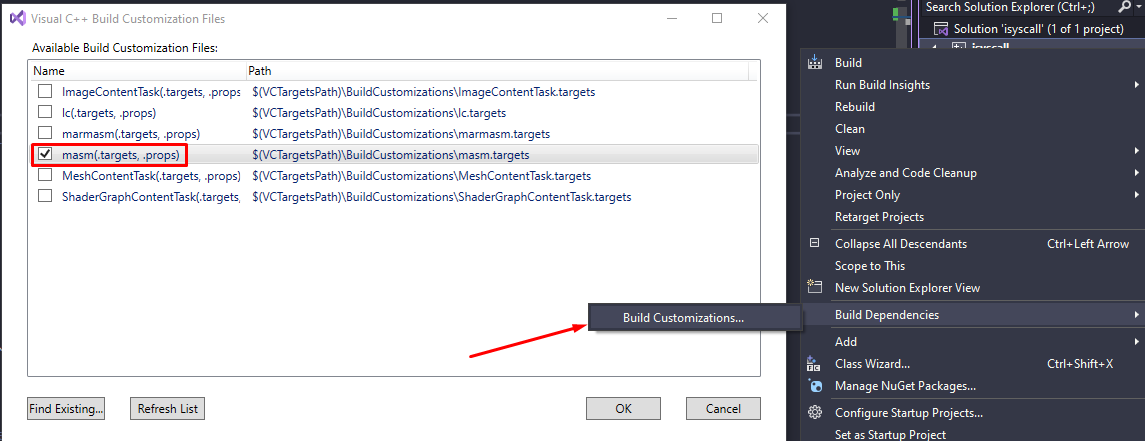 Visual C++ Build Customization Files
Available Build Customization Files:
Name Path
ImageContentTask(.targets, .props $(VCTargetsPath)\BuildCustomizations\ImageContentTask.targets
lc(.targets, .props) $(VCTargetsPath)\BuildCustomizations\lc.targets
marmasm(.targets, .props) $(VCTargetsPath)\BuildCustomizations\marmasm.targets
masm(.targets, .props) $(VCTargetsPath)\BuildCustomizations\masm.targets
MeshContentTask(.targets, .props) $(VCTargetsPath)\BuildCustomizations\MeshContentTask.targets
ShaderGraphContentTask(.targets, $(VCTargetsPath)\BuildCustomizations\ShaderGraphContentTask.targets
Find Existing... Refresh List OK Cancel
Build Customizations...
Search Solution Explorer (Ctrl+;)
Solution 'isyscall' (1 of 1 project)
isyscall
Build
Run Build Insights
Rebuild
Clean
View
Analyze and Code Cleanup
Project Only
Retarget Projects
Collapse All Descendants Ctrl+Left Arrow
Scope to This
New Solution Explorer View
Build Dependencies
Add
Class Wizard... Ctrl+Shift+X
Manage NuGet Packages...
Configure Startup Projects...
Set as Startup Project